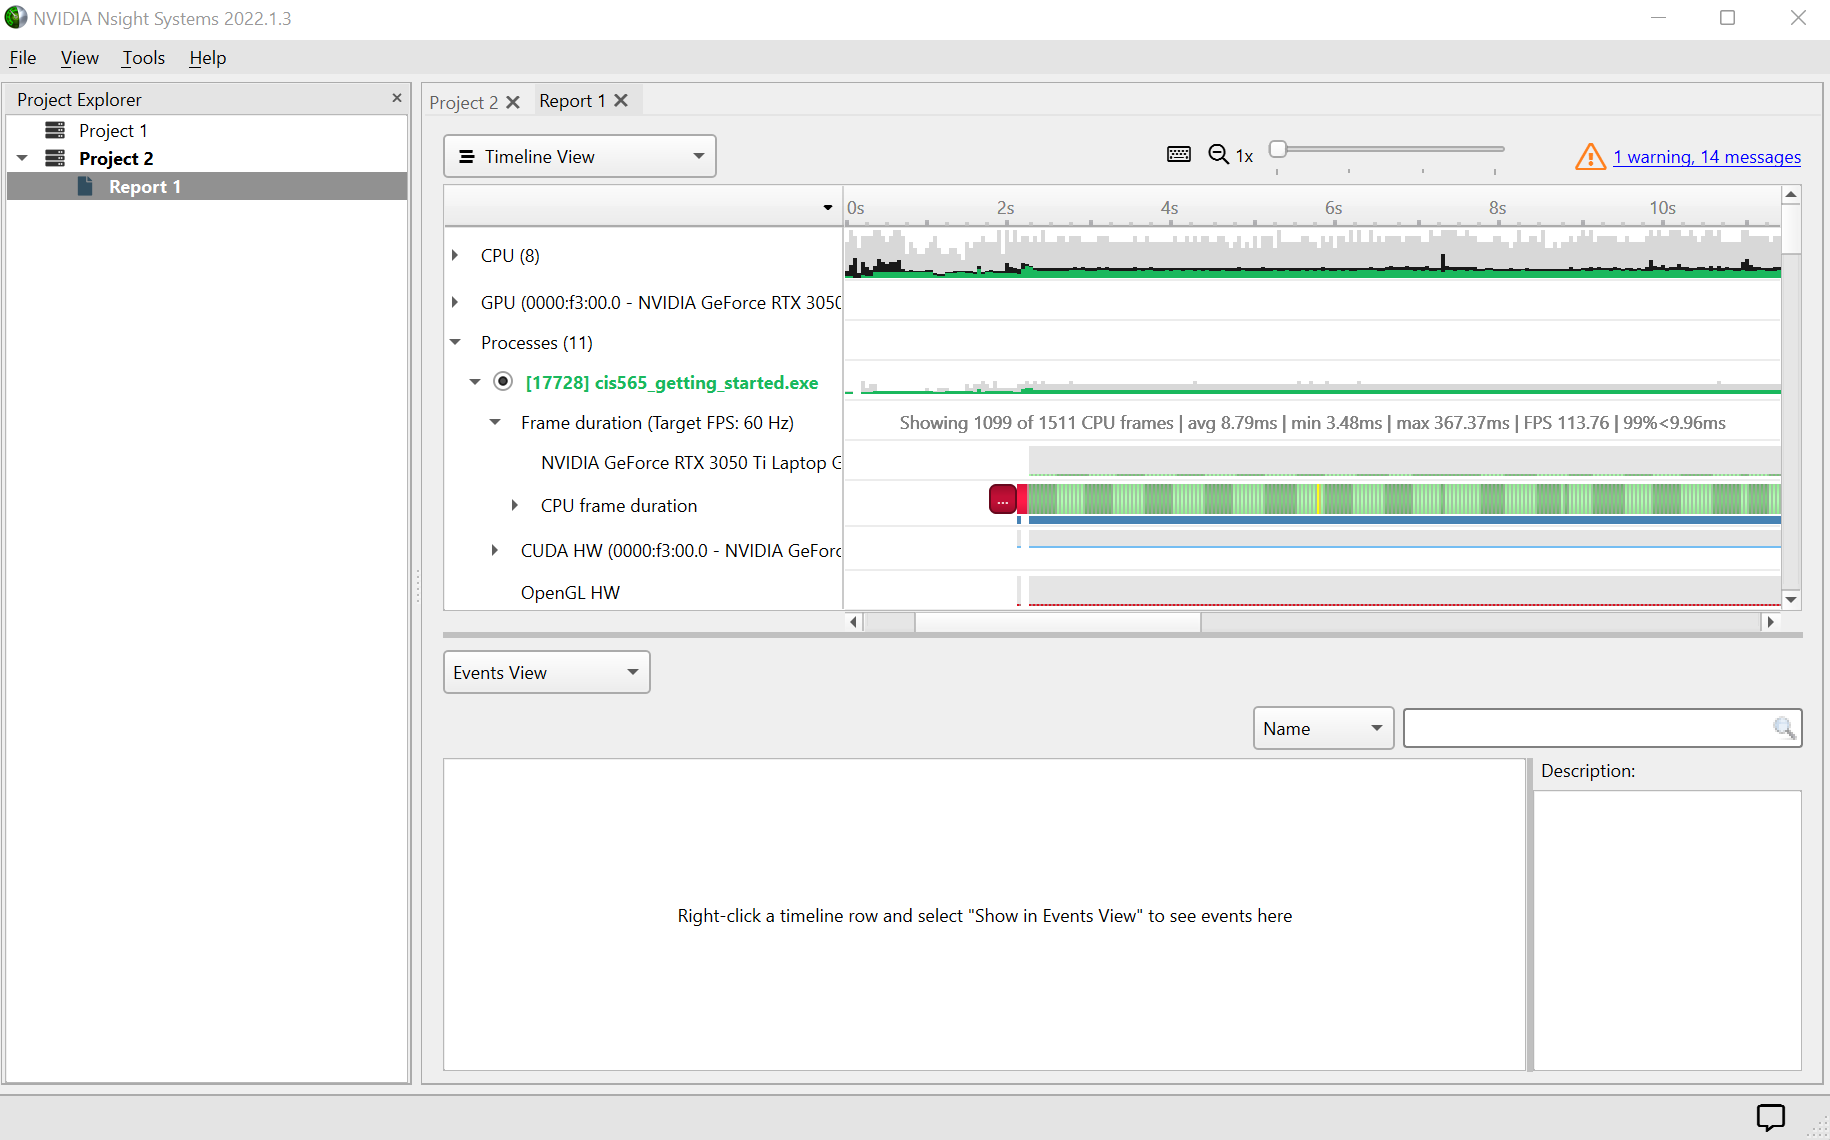 NVIDIA Nsight Systems 2022.1.3
File View Tools Help
Project Explorer
Project 1
Project 2
Report 1
Project 2 Report 1
Timeline View
1x
1 warning, 14 messages
0s 2s 4s 6s 8s 10s
CPU (8)
GPU (0000:f3:00.0 - NVIDIA GeForce RTX 305
Processes (11)
[17728] cis565_getting_started.exe
Frame duration (Target FPS: 60 Hz)
Showing 1099 of 1511 CPU frames | avg 8.79ms | min 3.48ms | max 367.37ms | FPS 113.76 | 99%<9.96ms
NVIDIA GeForce RTX 3050 Ti Laptop G
CPU frame duration
...
CUDA HW (0000:f3:00.0 - NVIDIA GeForc
OpenGL HW
Events View
Name
Description:
Right-click a timeline row and select "Show in Events View" to see events here